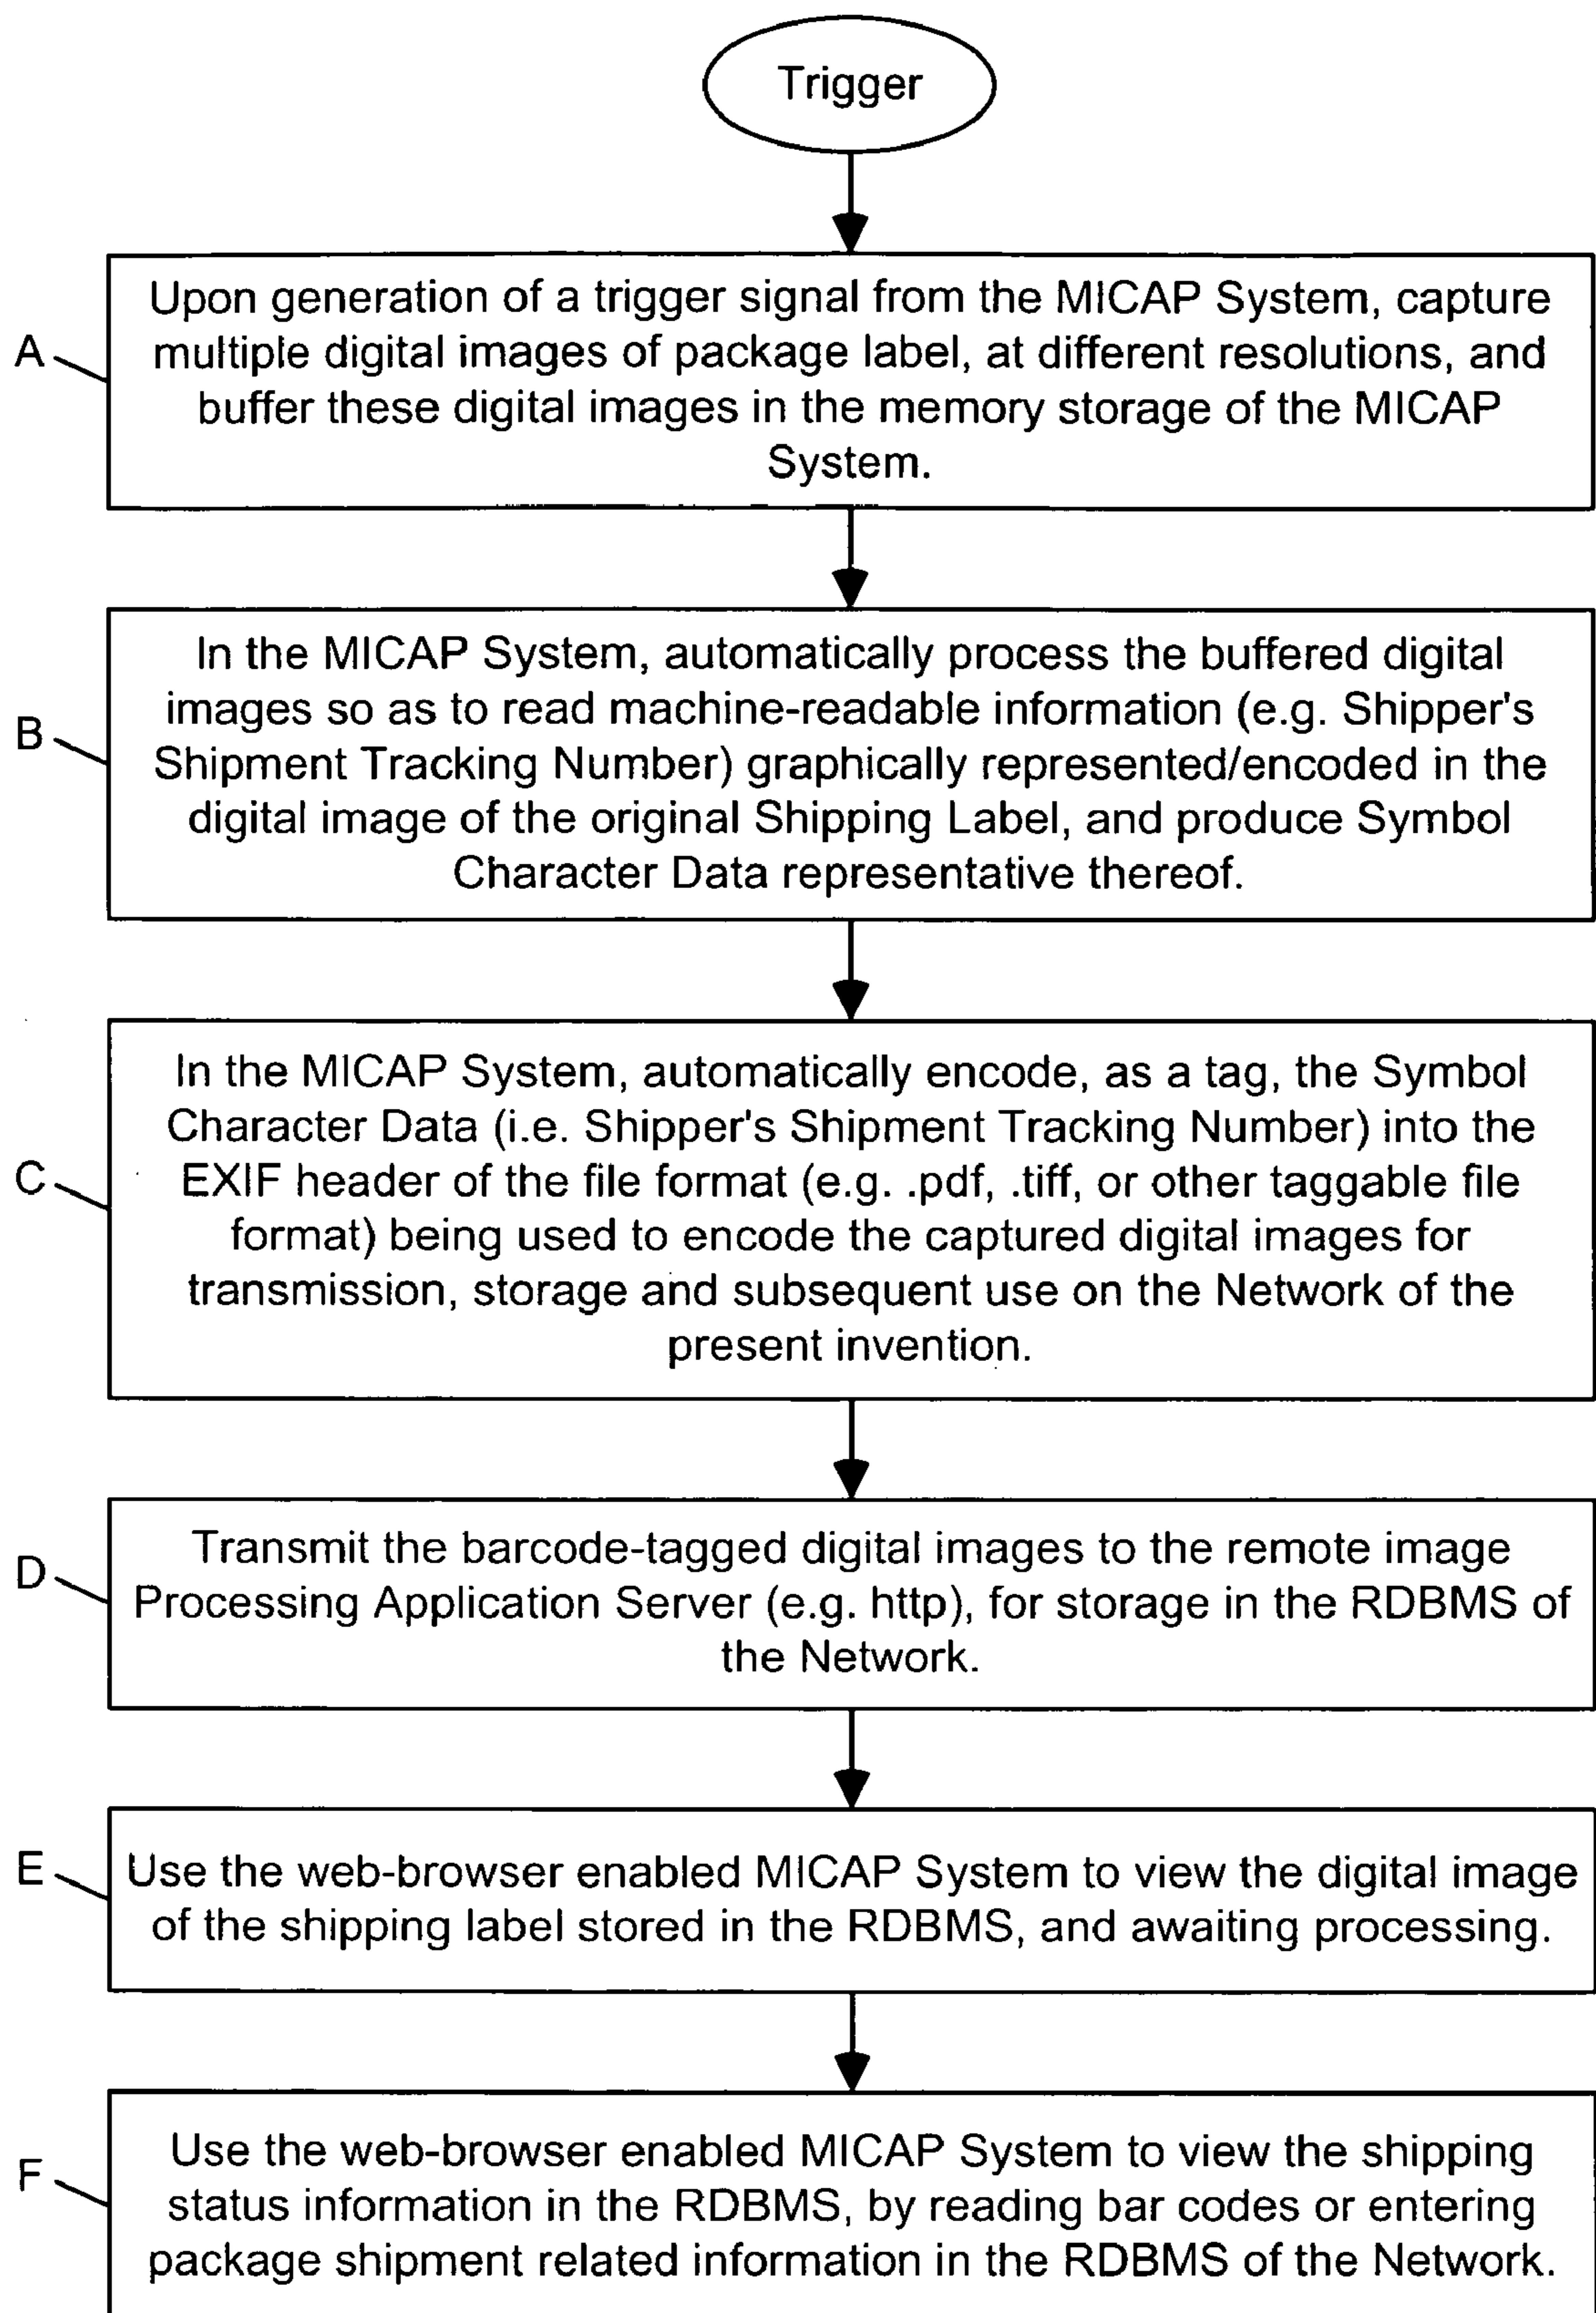 Trigger
A
Upon generation of a trigger signal from the MICAP System, capture
multiple digital images of package label, at different resolutions, and
buffer these digital images in the memory storage of the MICAP
System.
B
In the MICAP System, automatically process the buffered digital
images so as to read machine-readable information (e.g. Shipper's
Shipment Tracking Number) graphically represented/encoded in the
digital image of the original Shipping Label, and produce Symbol
Character Data representative thereof.
C
In the MICAP System, automatically encode, as a tag, the Symbol
Character Data (i.e. Shipper's Shipment Tracking Number) into the
EXIF header of the file format (e.g. .pdf, .tiff, or other taggable file
format) being used to encode the captured digital images for
transmission, storage and subsequent use on the Network of the
present invention.
D
Transmit the barcode-tagged digital images to the remote image
Processing Application Server (e.g. http), for storage in the RDBMS of
the Network.
E
Use the web-browser enabled MICAP System to view the digital image
of the shipping label stored in the RDBMS, and awaiting processing.
F
Use the web-browser enabled MICAP System to view the shipping
status information in the RDBMS, by reading bar codes or entering
package shipment related information in the RDBMS of the Network.